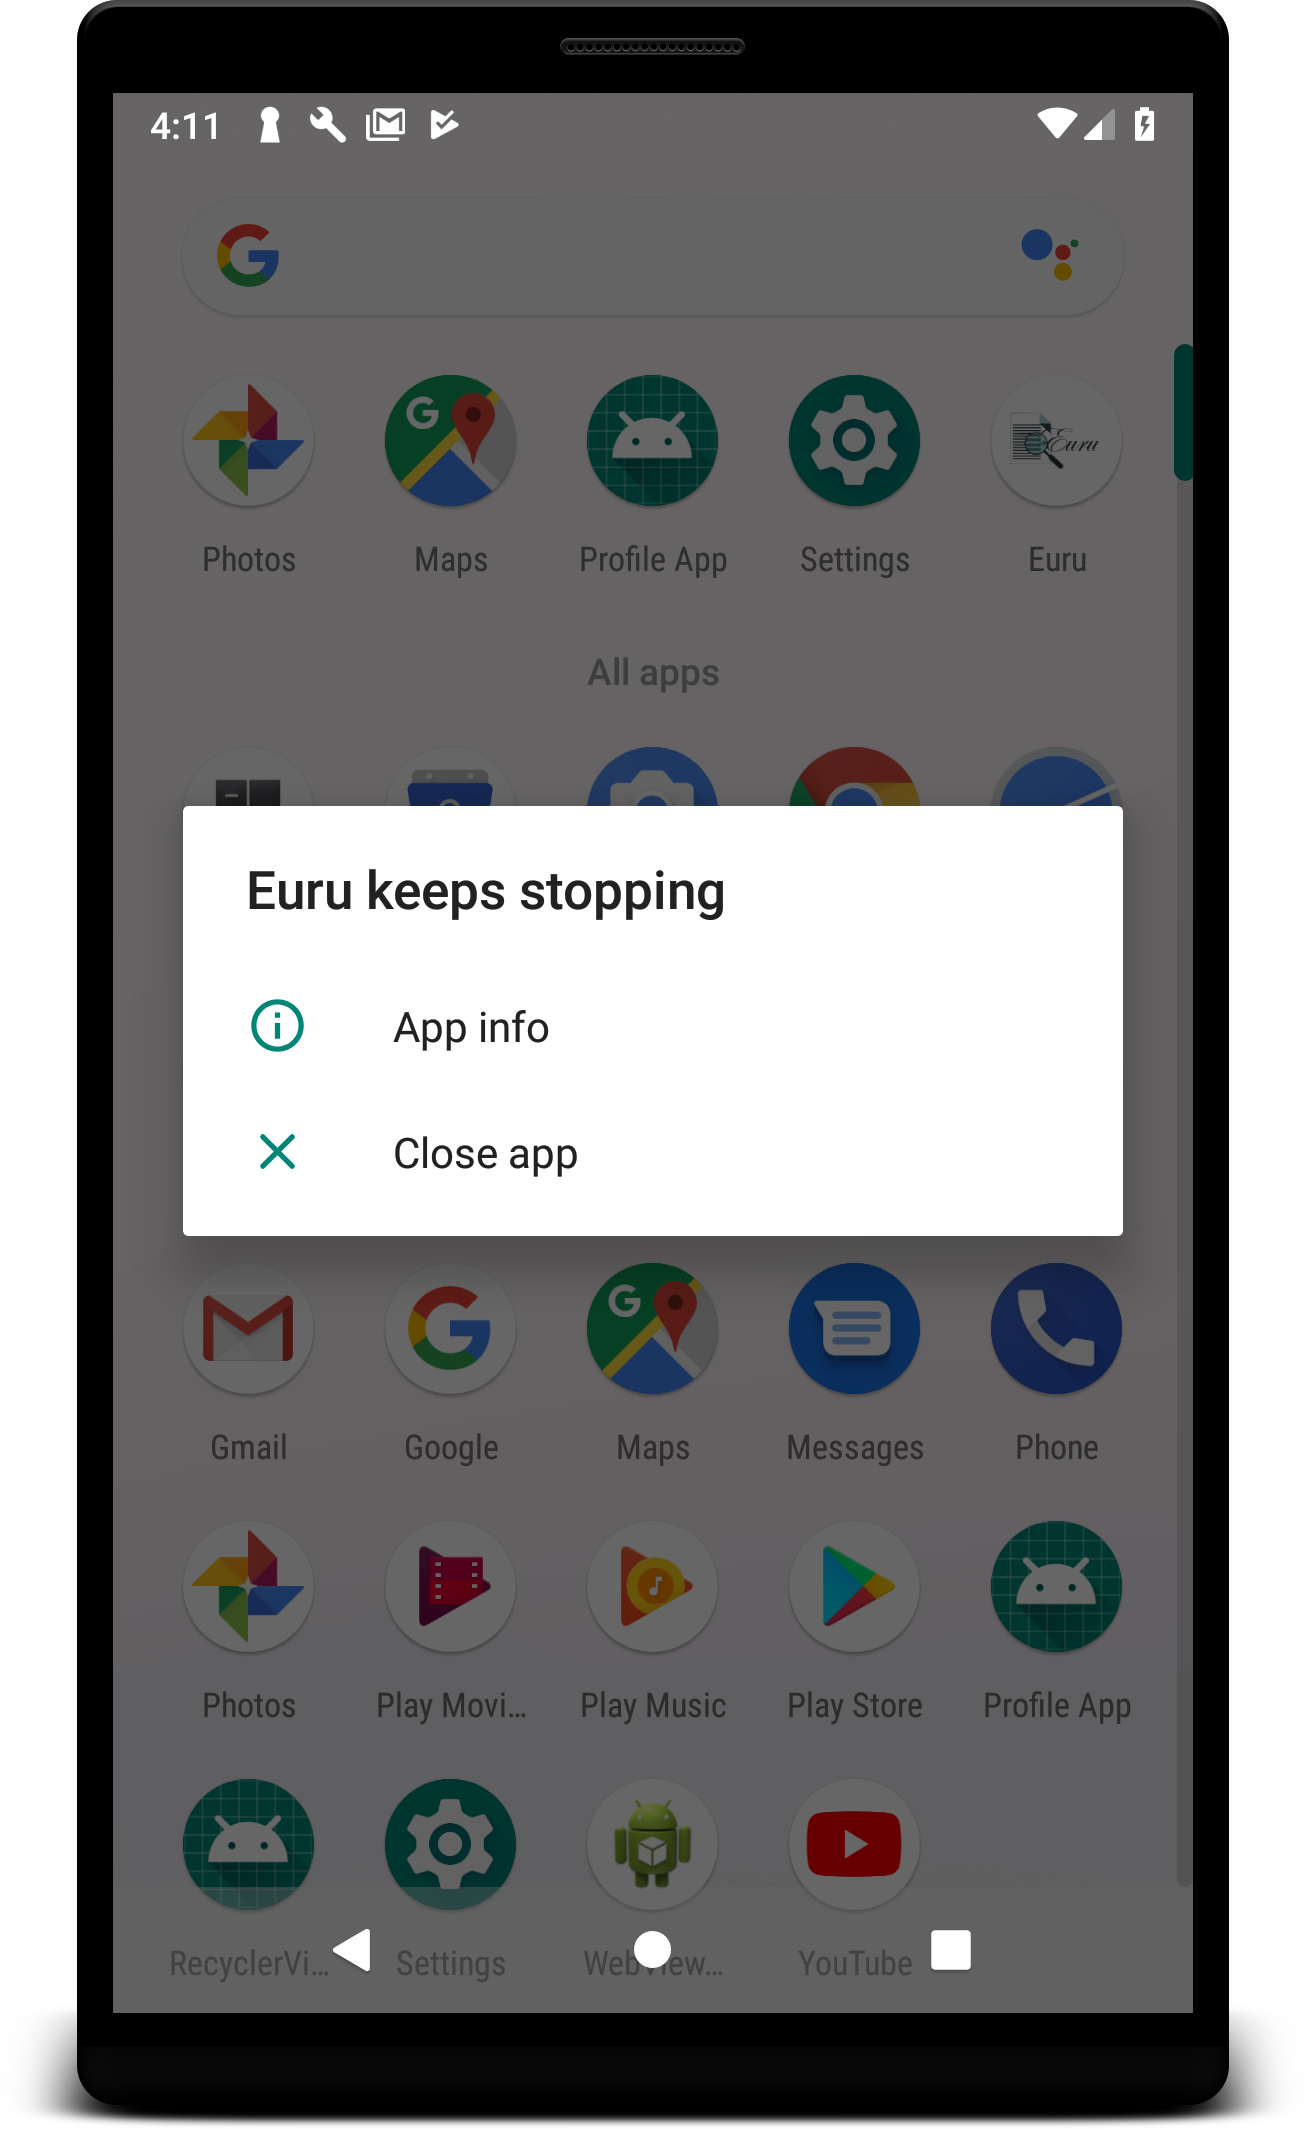 4:11
Photos
Maps
Profile App
Settings
Euru
Euru
All apps
Euru keeps stopping
App info
Close app
Gmail
Google
Maps
Messages
Phone
Photos
Play Movi...
Play Music
Play Store
Profile App
RecyclerVi...
Settings
WebView...
YouTube